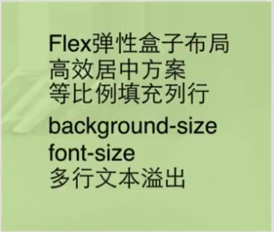 Flex弹性盒子布局
高效居中方案
等比例填充列行
background-size
font-size
多行文本溢出